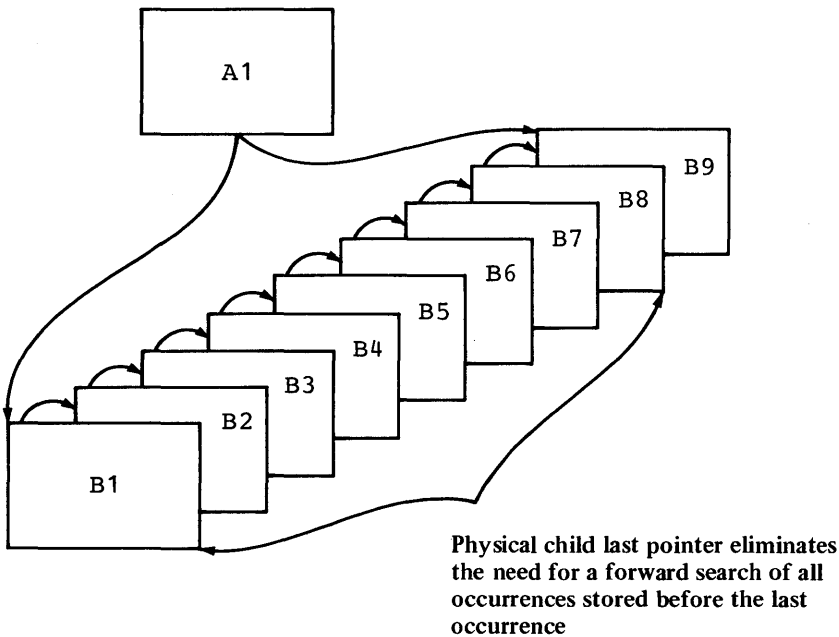 A1
B9
B8
B7
B6
B5
B4
B3
B2
B1
Physical child last pointer eliminates
the need for a forward search of all
occurrences stored before the last
occurrence